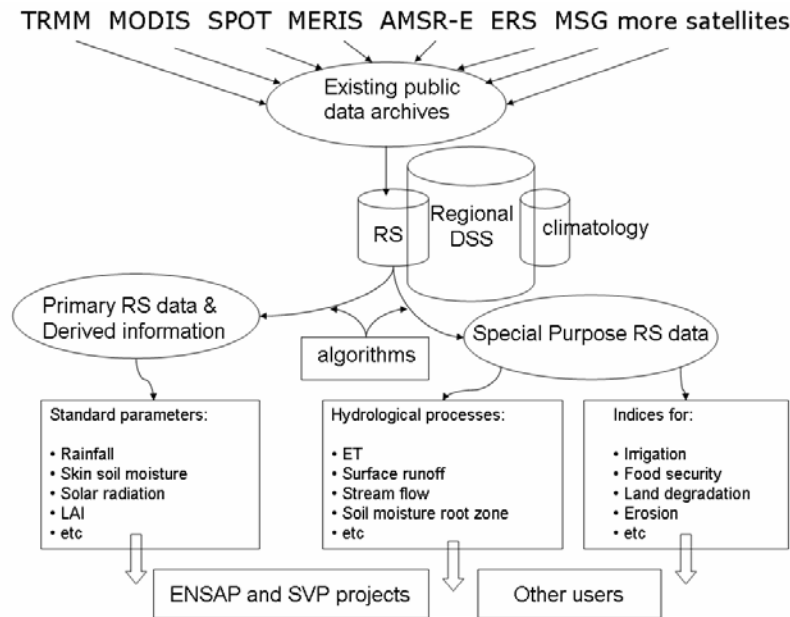 TRMM MODIS SPOT MERIS AMSR-E ERS MSG more satellites
Existing public
data archives
RS
Regional
DSS
climatology
Primary RS data &
Derived information
algorithms
Special Purpose RS data
Standard parameters:
• Rainfall
• Skin soil moisture
• Solar radiation
• LAI
• etc
Hydrological processes:
• ET
• Surface runoff
• Stream flow
• Soil moisture root zone
• etc
Indices for:
• Irrigation
• Food security
• Land degradation
• Erosion
• etc
ENSAP and SVP projects
Other users